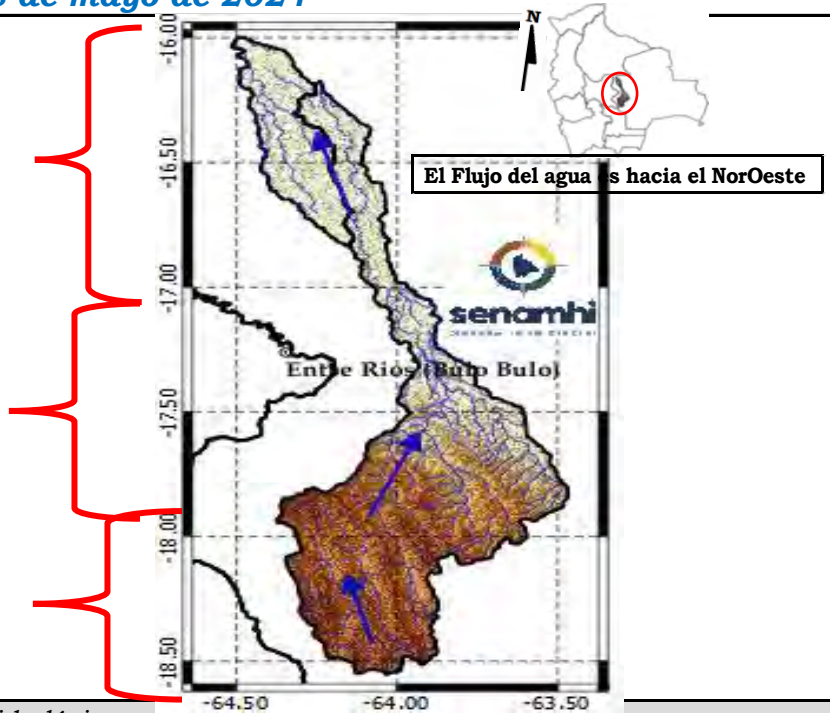 de mayo de 2024
N
El Flujo del agua es hacia el NorOeste
-16.00
-16.50
-17.00
senamhi
Entre Rios (Bulo Bulo)
-17.50
-18.00
-18.50
-64.50 -64.00 -63.50